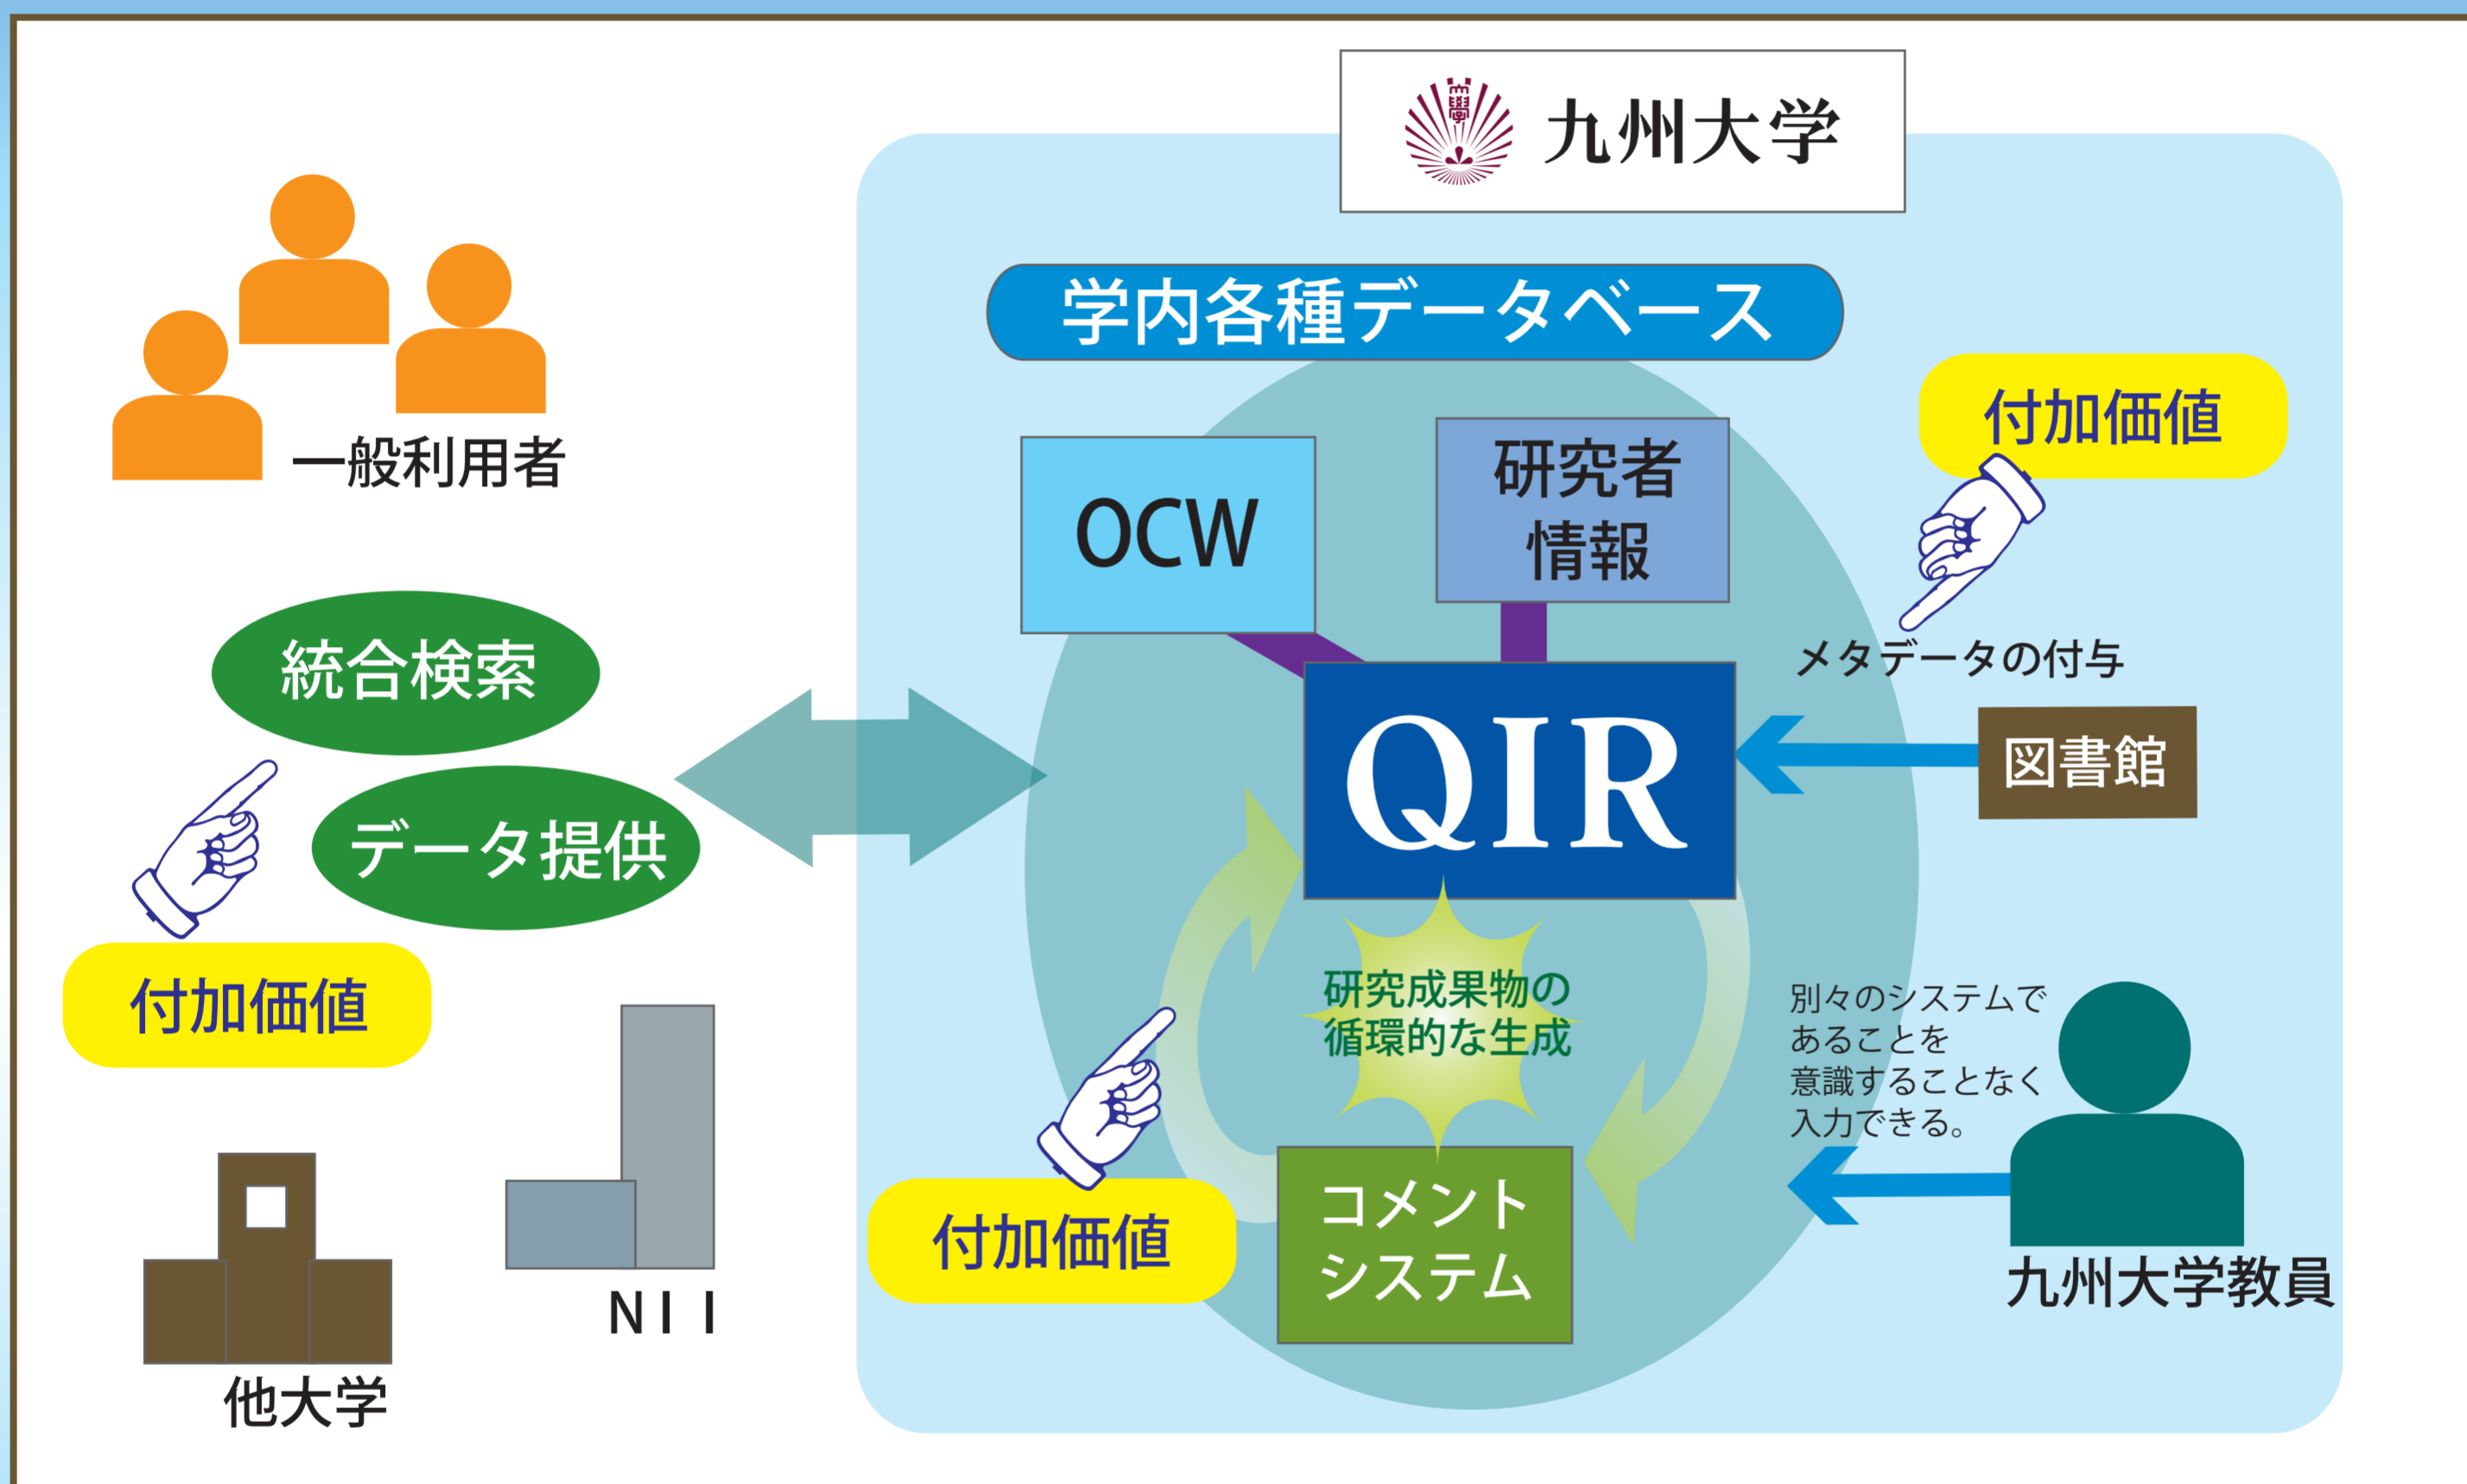 九州大学
学内各種データベース
一般利用者
OCW
研究者
情報
付加価値
統合検索
データ提供
付加価値
メタデータの付与
図書館
QIR
研究成果物の
循環的な生成
付加価値
コメント
システム
別々のシステムで
あることを
意識することなく
入力できる。
九州大学教員
NII
他大学